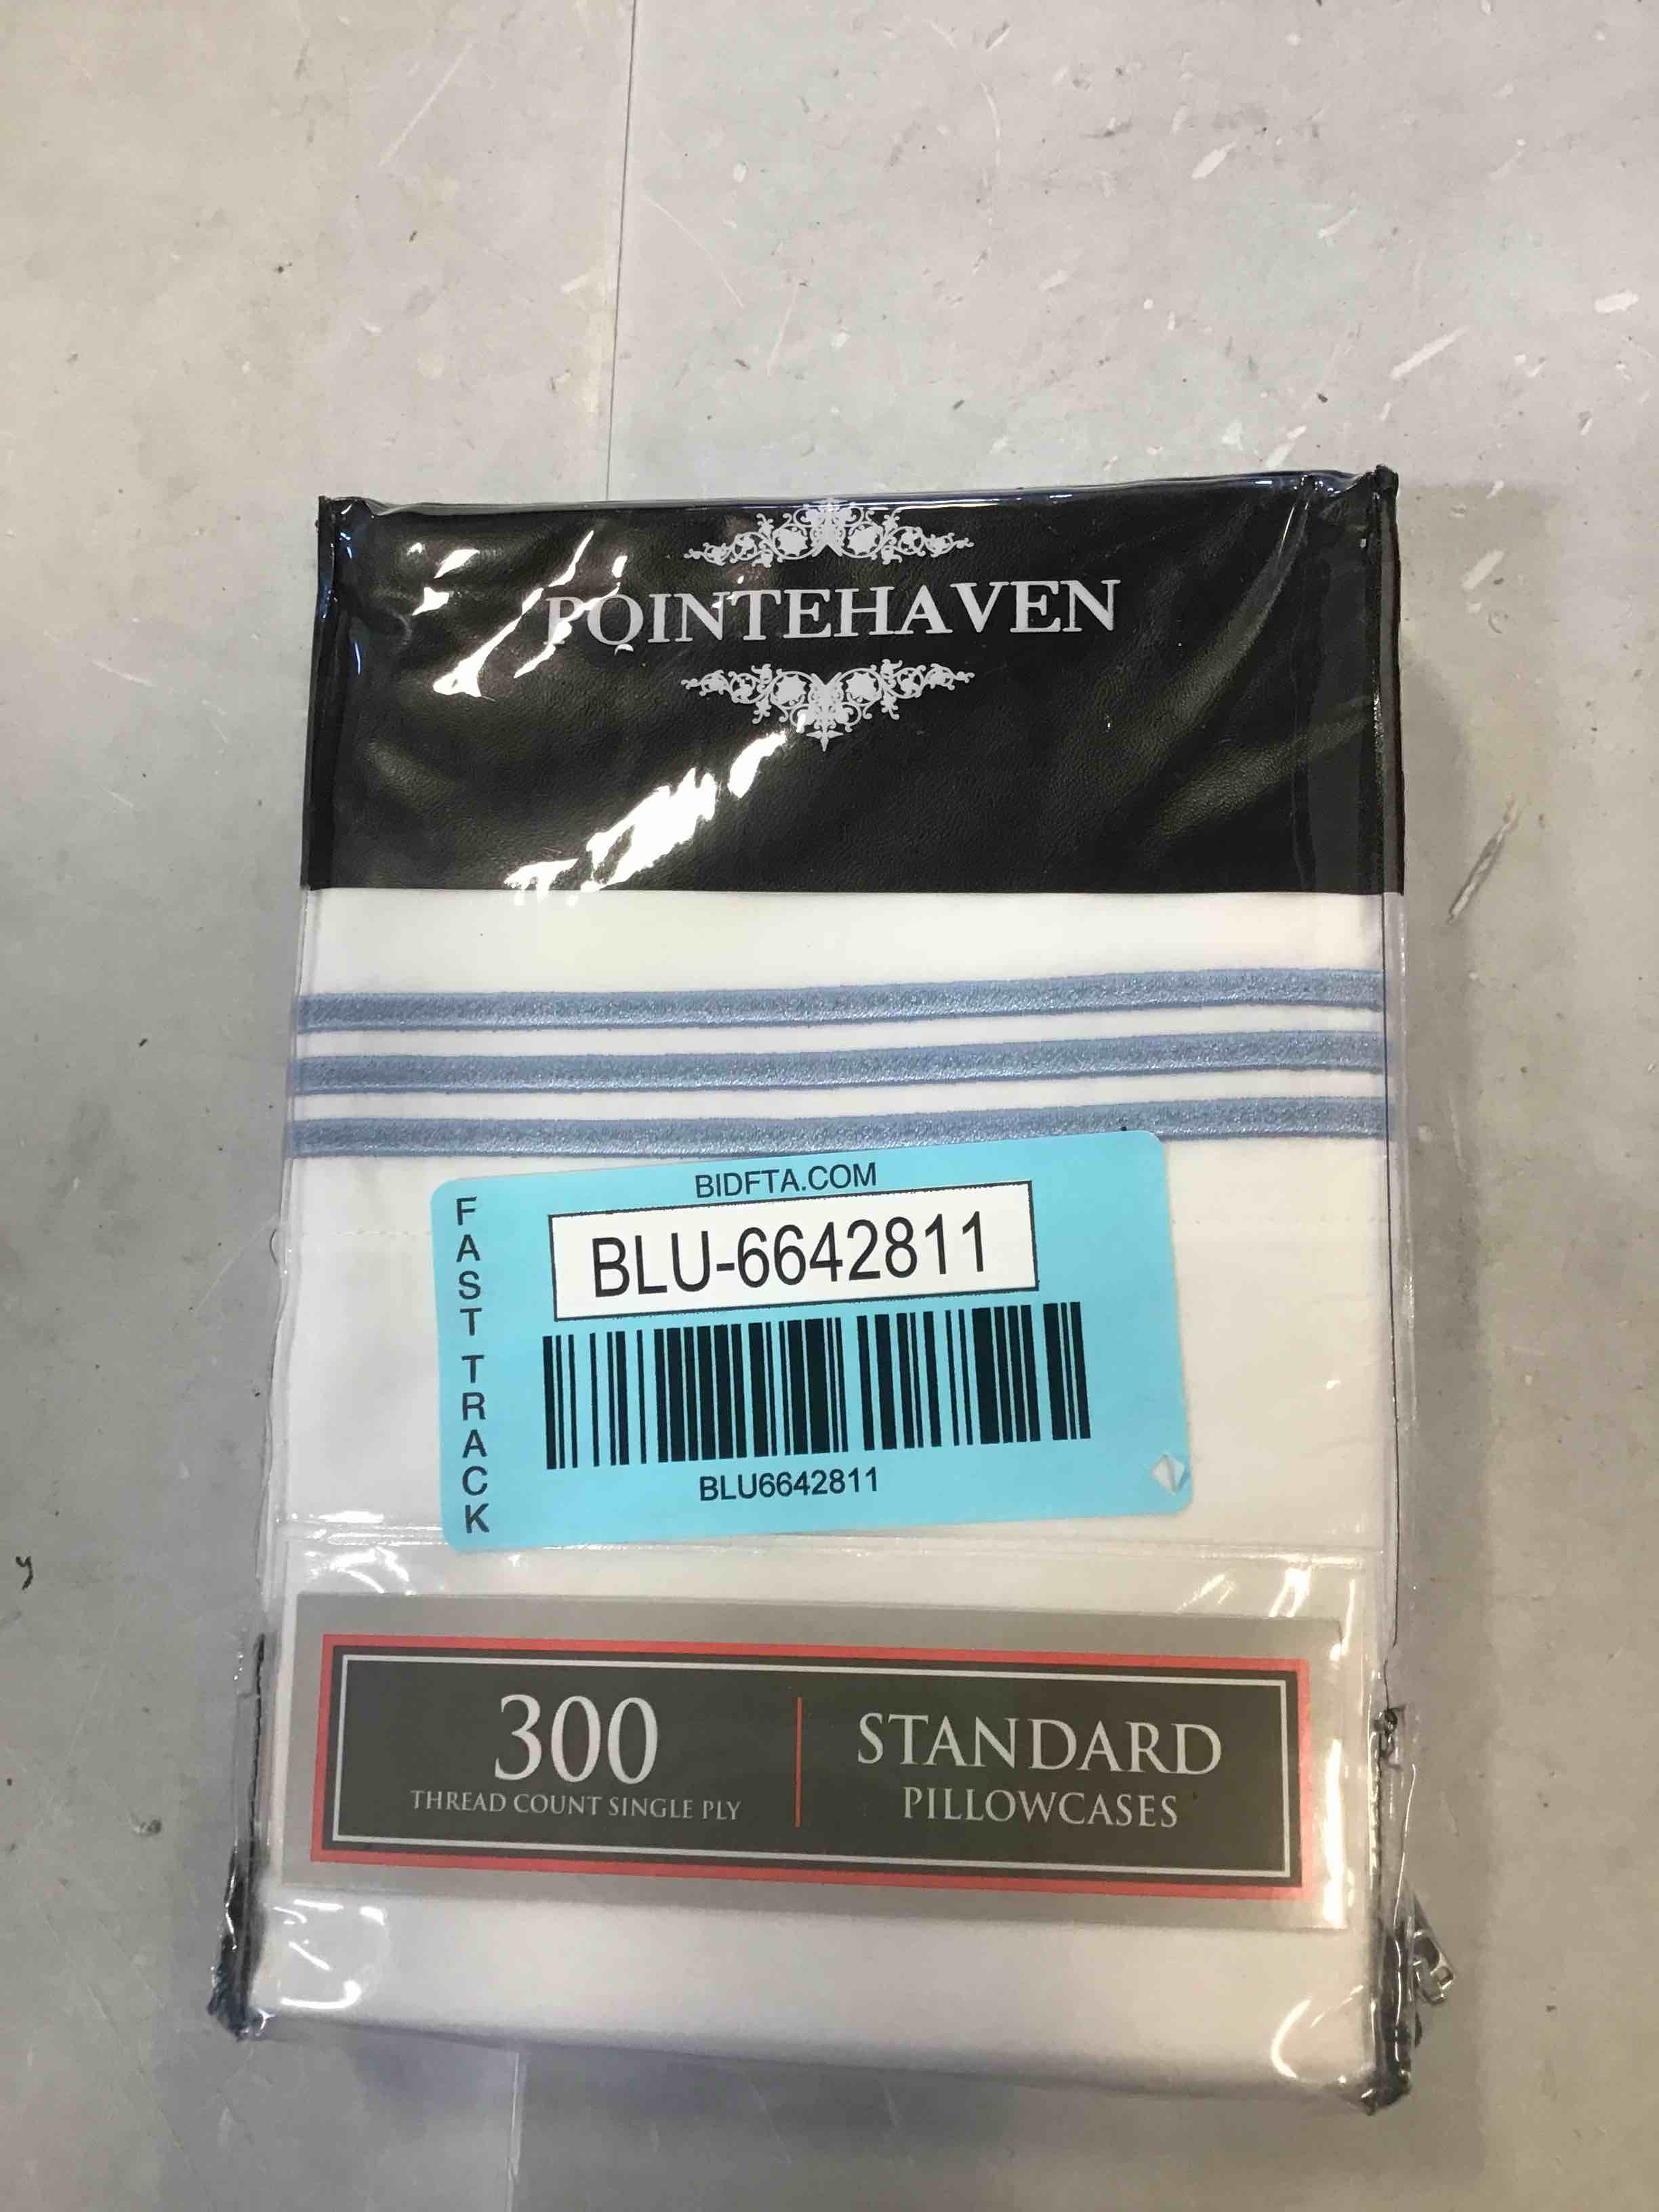 POINTEHAVEN
BIDFTA.COM
FAST TRACK
BLU-6642811
BLU6642811
300
THREAD COUNT SINGLE PLY
STANDARD
PILLOWCASES